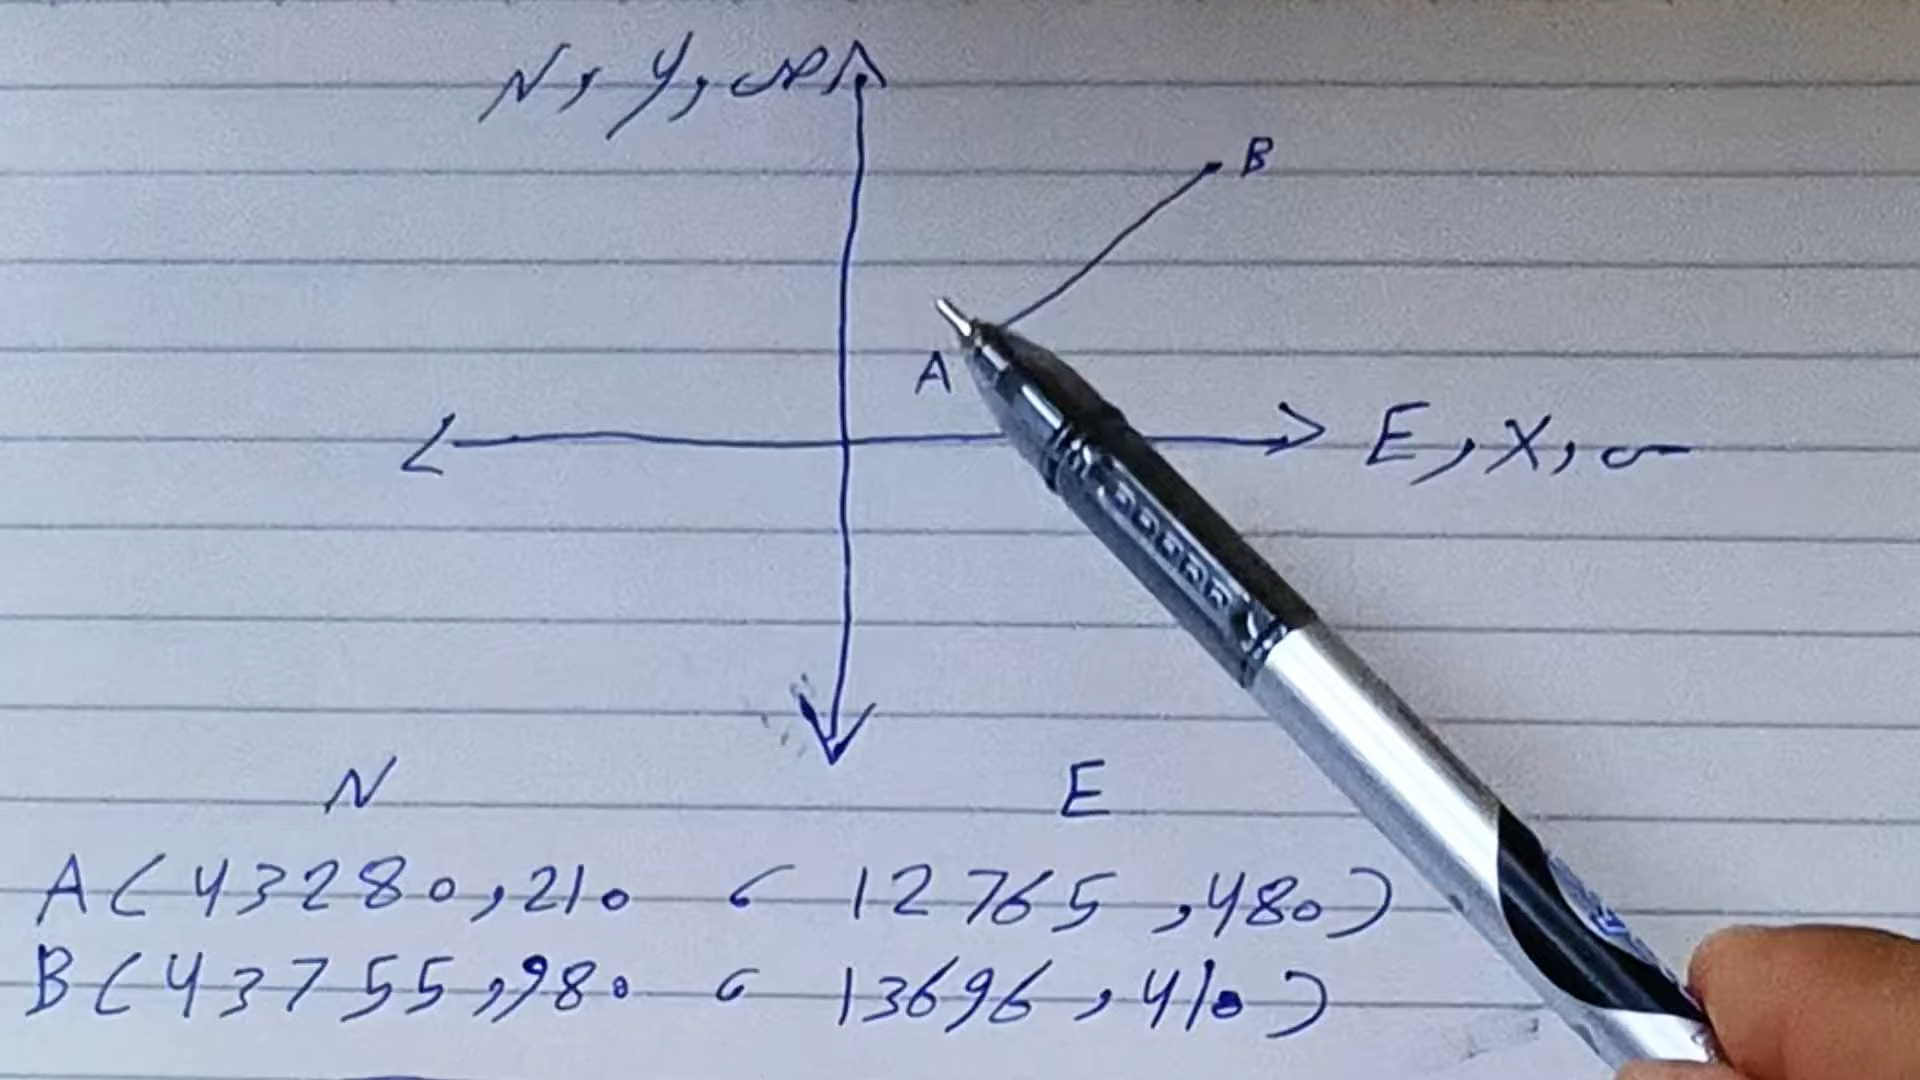 N, y, ص
B
A
E, X, س
N E
A(43280,210 ، 12765,480)
B(43755,980 ، 13696,410)